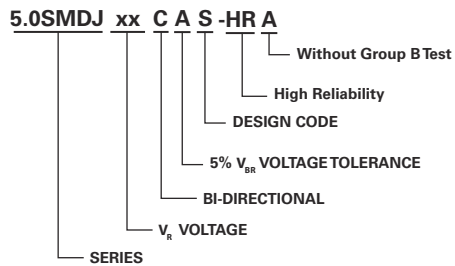 5.0SMDJ xx C A S -HR A
Without Group B Test
High Reliability
DESIGN CODE
5% VBR VOLTAGE TOLERANCE
BI-DIRECTIONAL
VR VOLTAGE
SERIES